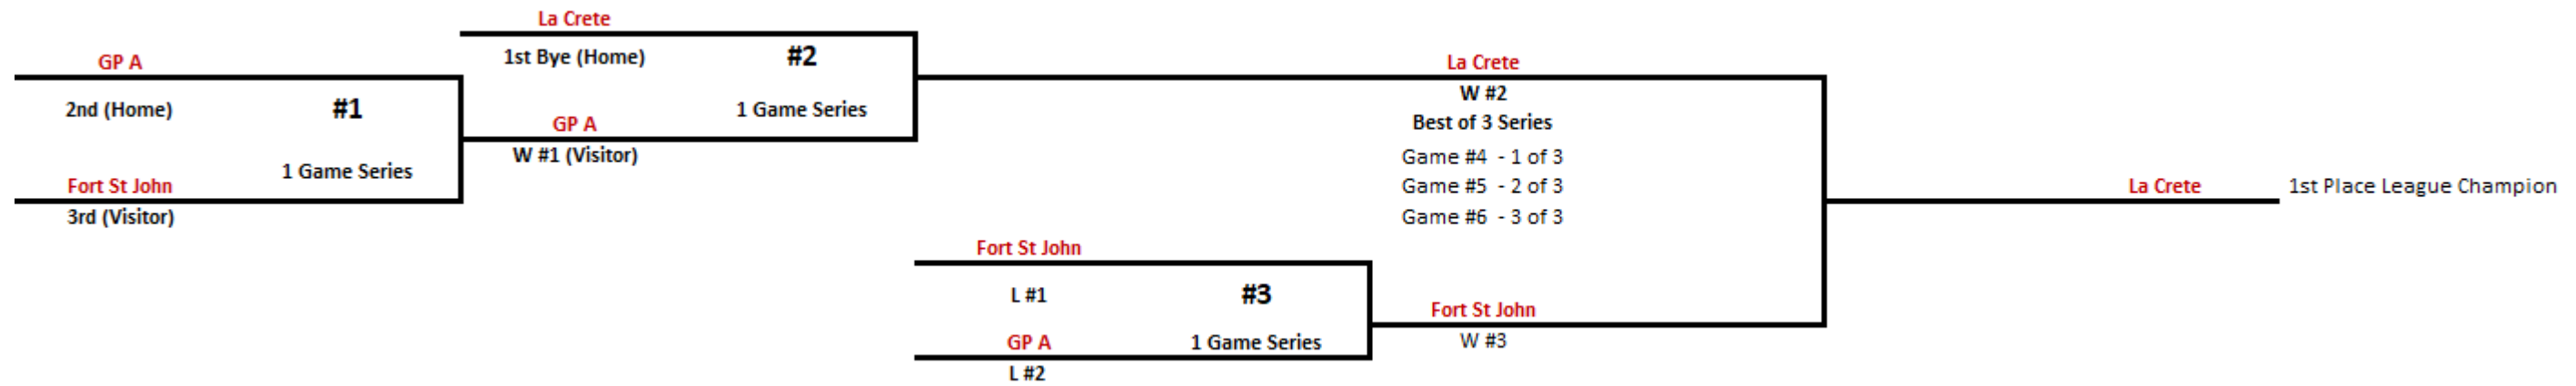 La Crete
1st Bye (Home)
#2
GP A
2nd (Home)
#1
1 Game Series
GP A
W #1 (Visitor)
1 Game Series
Fort St John
3rd (Visitor)
La Crete
W #2
Best of 3 Series
Game #4 - 1 of 3
Game #5 - 2 of 3
Game #6 - 3 of 3
La Crete
1st Place League Champion
Fort St John
L #1
#3
GP A
1 Game Series
L #2
Fort St John
W #3